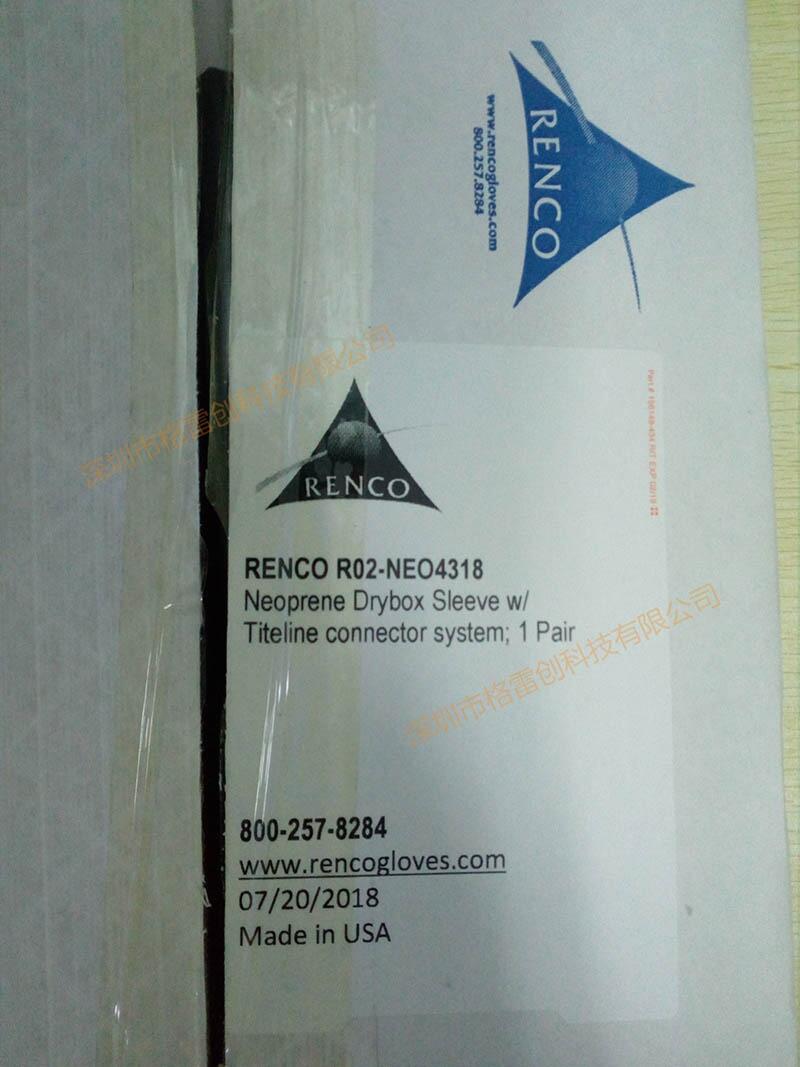 RENCO
www.rencogloves.com
800.257.8284
深圳市格雷创科技有限公司
RENCO
RENCO R02-NEO4318
Neoprene Drybox Sleeve w/
Titeline connector system; 1 Pair
深圳市格雷创科技有限公司
800-257-8284
www.rencogloves.com
07/20/2018
Made in USA